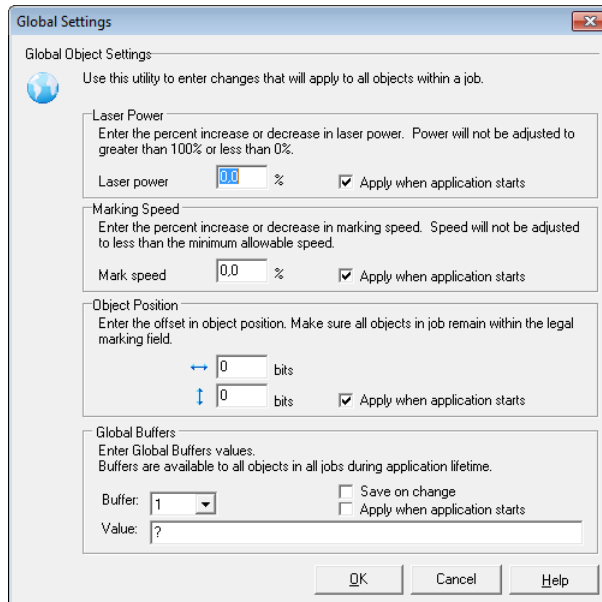 Global Settings
Global Object Settings
Use this utility to enter changes that will apply to all objects within a job.
Laser Power
Enter the percent increase or decrease in laser power. Power will not be adjusted to
greater than 100% or less than 0%.
Laser power 0,0 % Apply when application starts
Marking Speed
Enter the percent increase or decrease in marking speed. Speed will not be adjusted
to less than the minimum allowable speed.
Mark speed 0,0 % Apply when application starts
Object Position
Enter the offset in object position. Make sure all objects in job remain within the legal
marking field.
0 bits
0 bits Apply when application starts
Global Buffers
Enter Global Buffers values.
Buffers are available to all objects in all jobs during application lifetime.
Save on change
Buffer: 1 Apply when application starts
Value: ?
OK Cancel Help